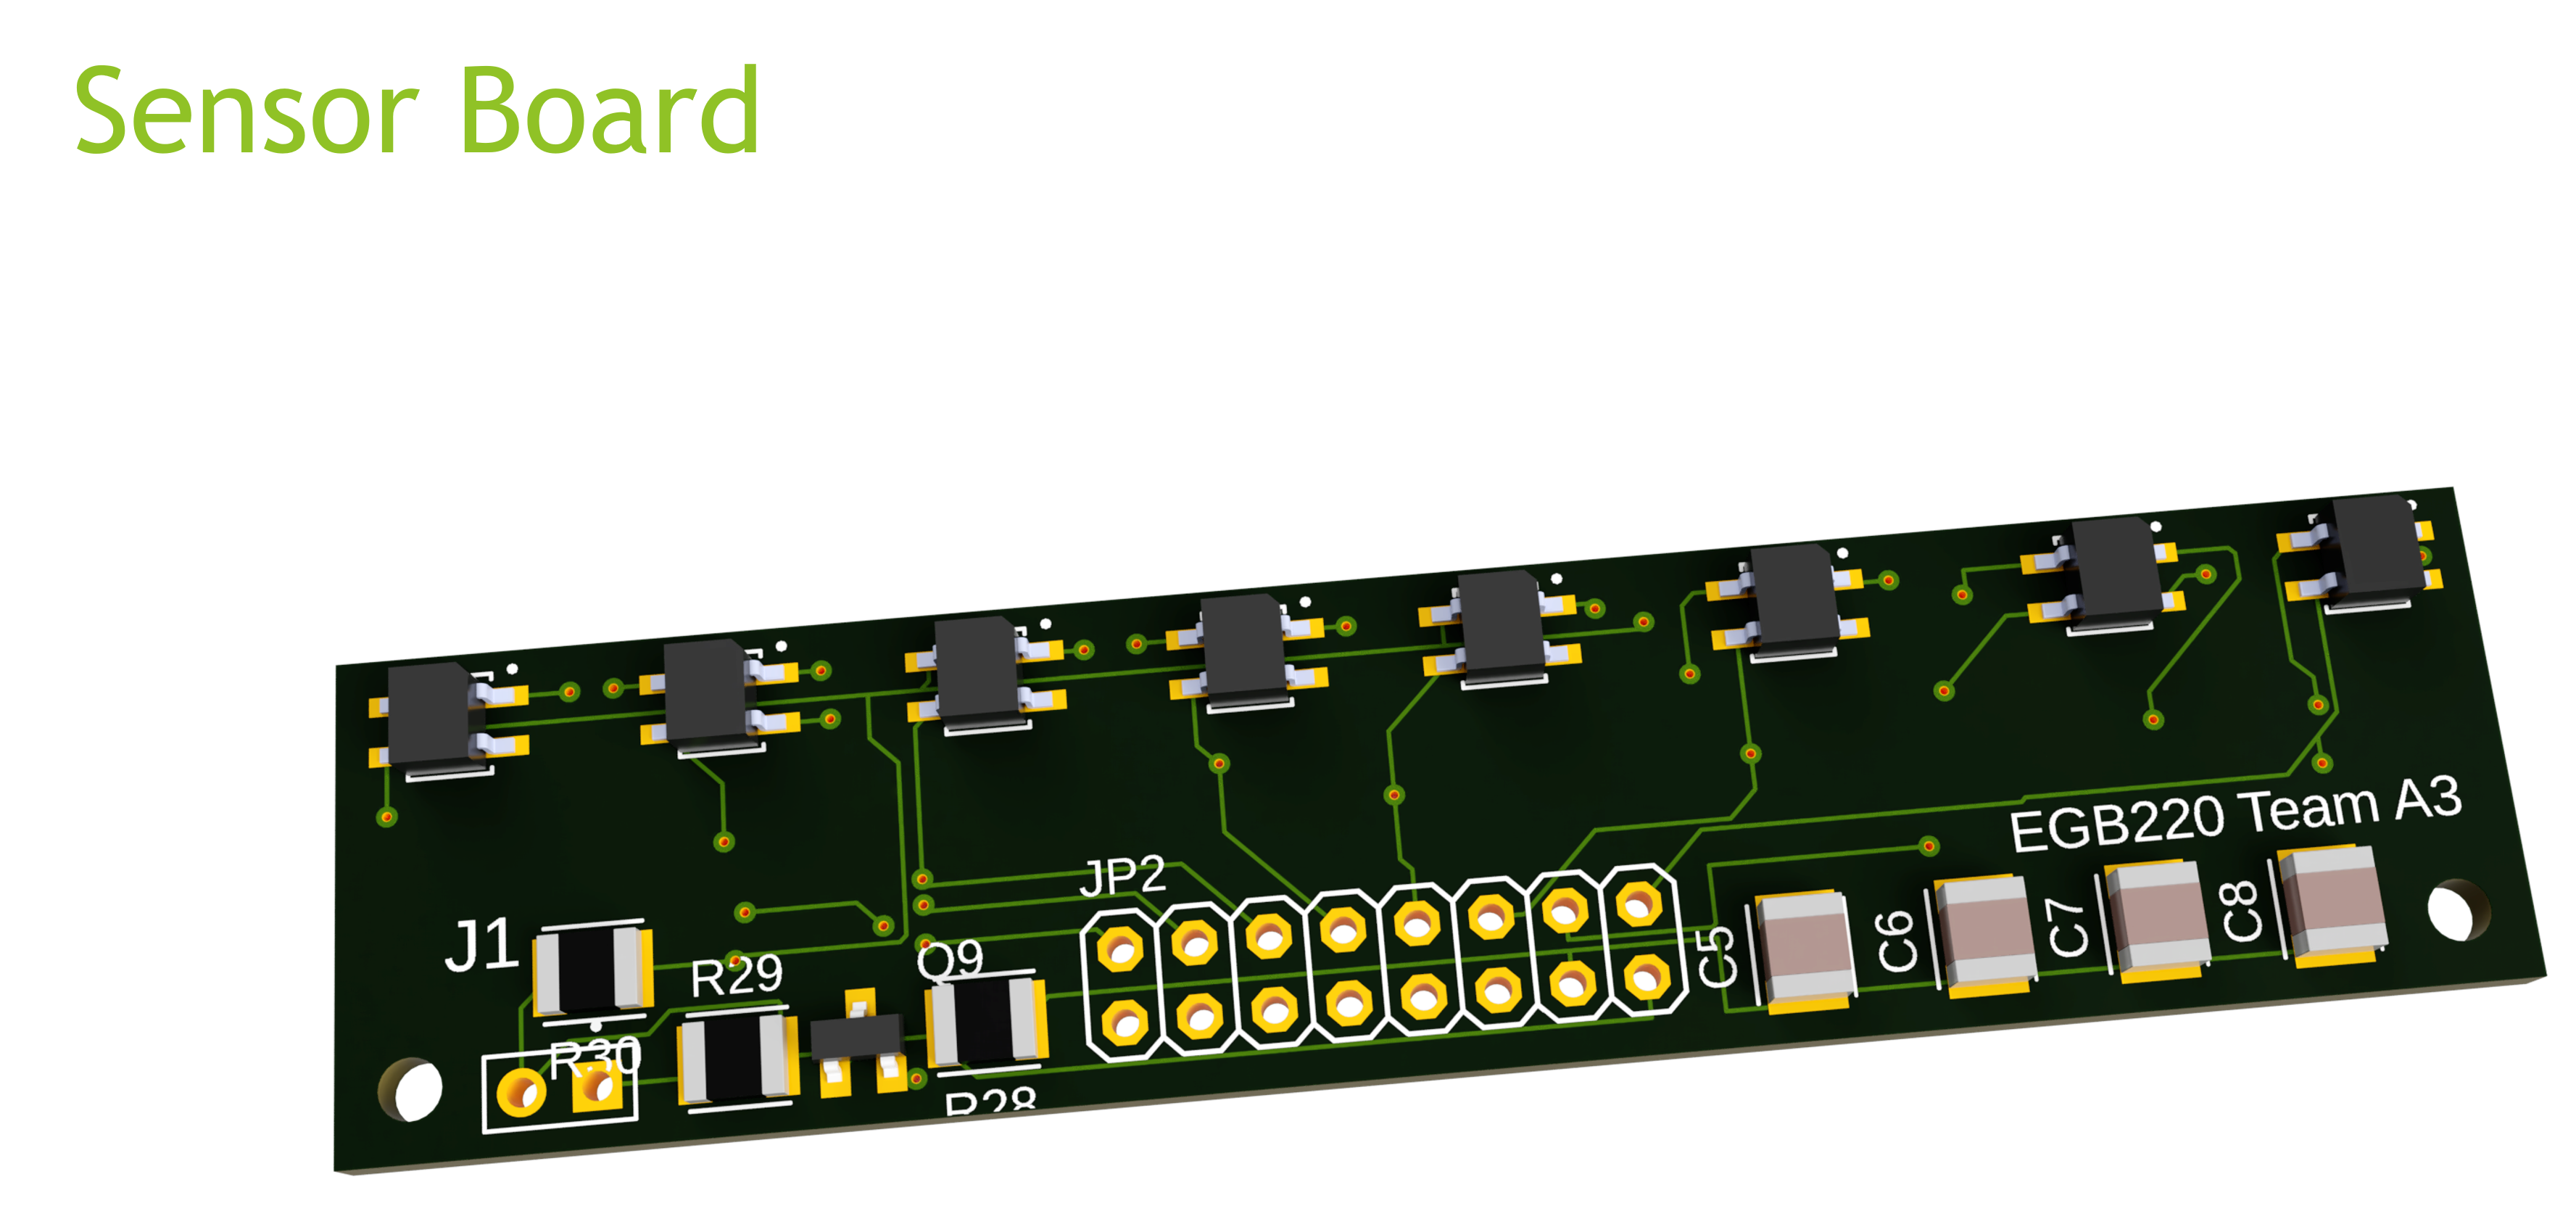 Sensor Board
EGB220 Team A3
JP2
J1
R29
Q9
C5
C6
C7
C8
R30
R28